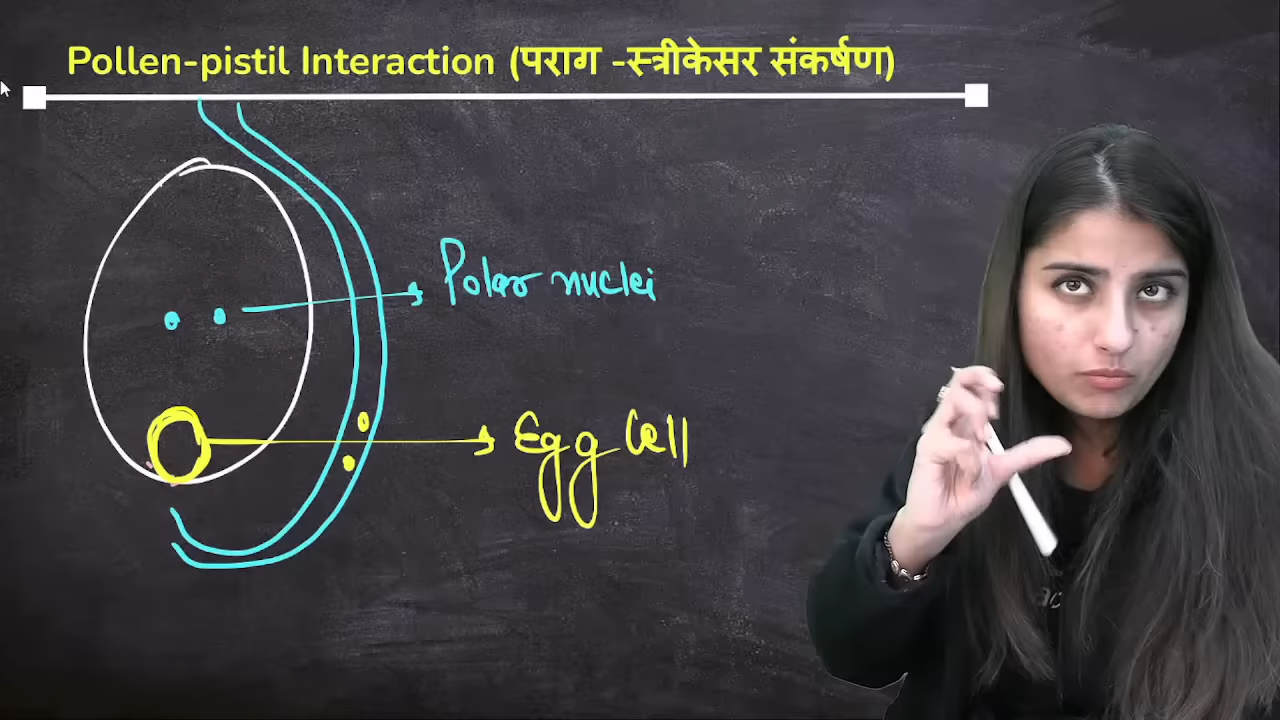 Pollen-pistil Interaction (पराग -स्त्रीकेसर संकर्षण)
Polar nuclei
Egg Cell